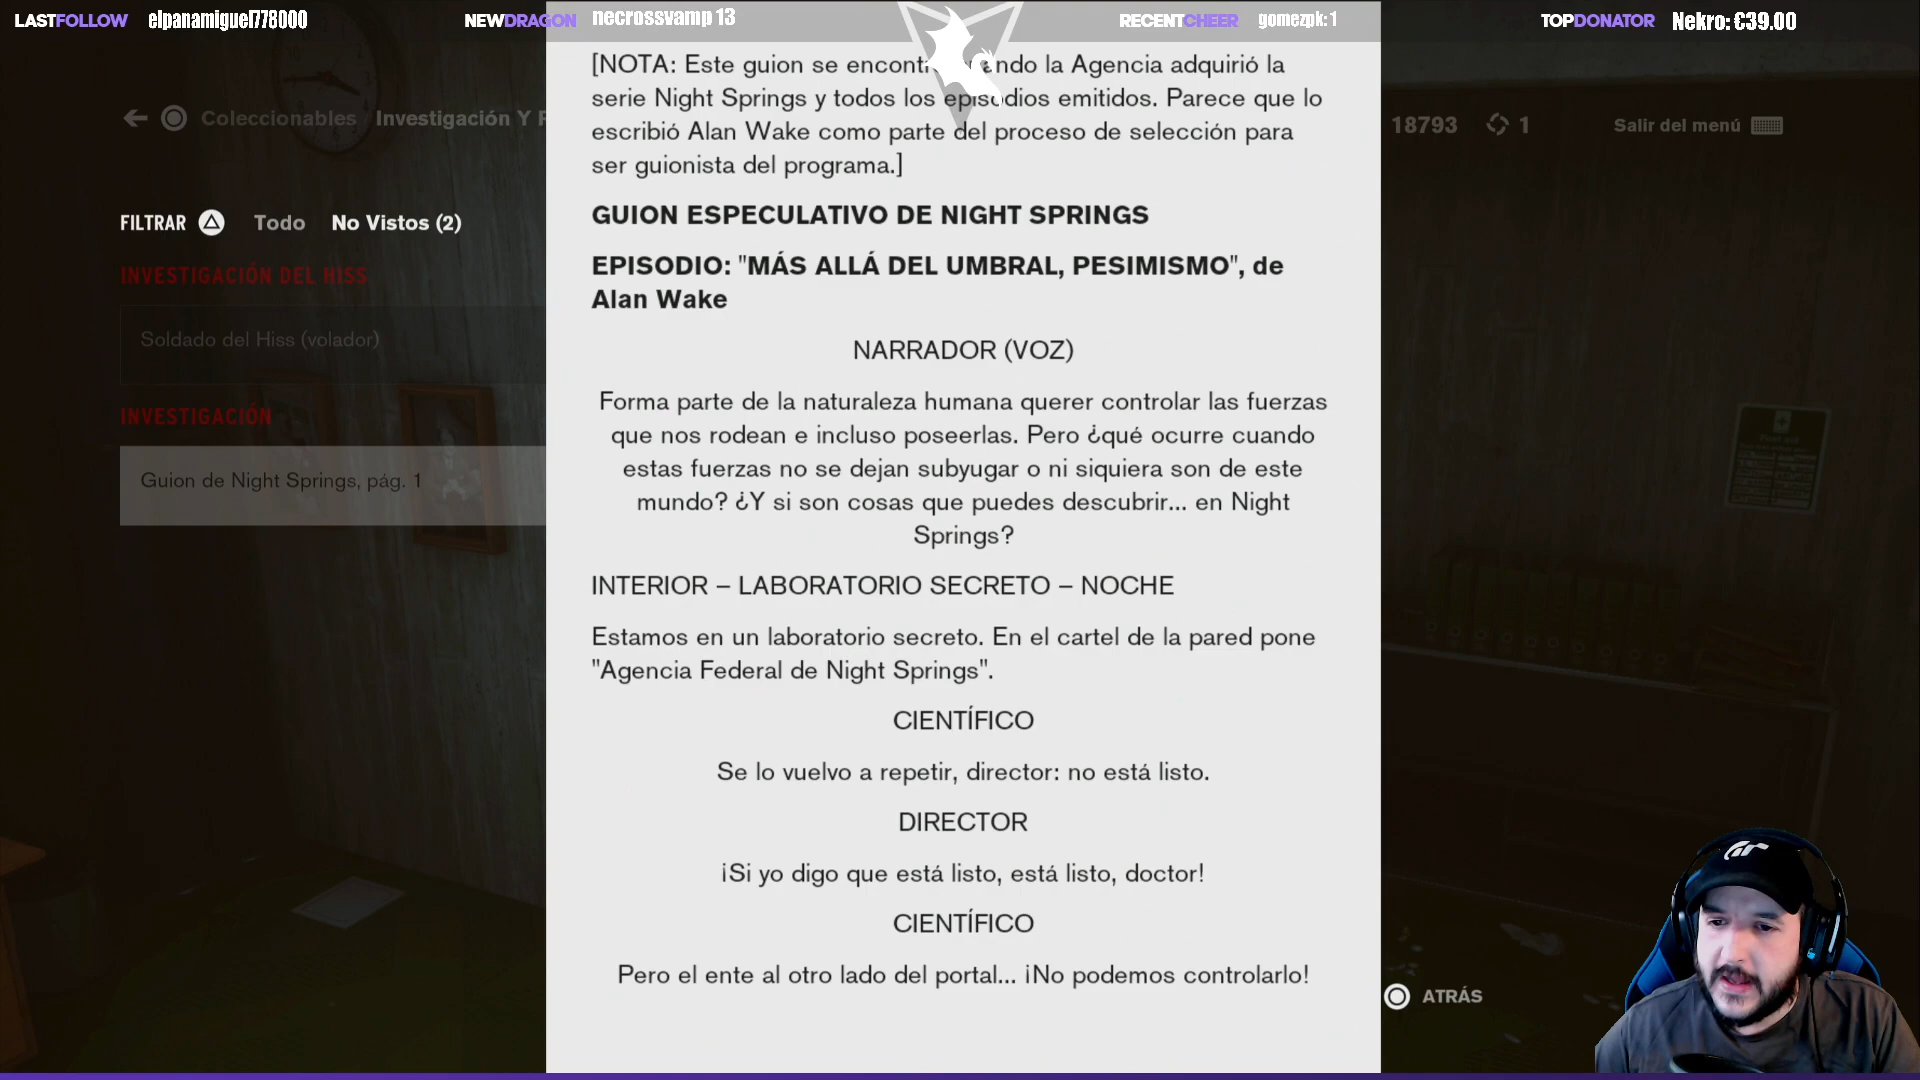 LASTFOLLOW elpanamiguel778000 NEWDRAGON necrossvamp 13 RECENTCHEER gomezpk: 1 TOPDONATOR Nekro: €39.00
Coleccionables Investigación Y
18793 1 Salir del menú
FILTRAR Todo No Vistos (2)
INVESTIGACIÓN DEL HISS
Soldado del Hiss (volador)
INVESTIGACIÓN
Guion de Night Springs, pág. 1
[NOTA: Este guion se la Agencia adquirió la
serie Night Springs y todos los episodios emitidos. Parece que lo
escribió Alan Wake como parte del proceso de selección para
ser guionista del programa.]
GUION ESPECULATIVO DE NIGHT SPRINGS
EPISODIO: "MÁS ALLÁ DEL UMBRAL, PESIMISMO", de
Alan Wake
NARRADOR (VOZ)
Forma parte de la naturaleza humana querer controlar las fuerzas
que nos rodean e incluso poseerlas. Pero ¿qué ocurre cuando
estas fuerzas no se dejan subyugar o ni siquiera son de este
mundo? ¿Y si son cosas que puedes descubrir... en Night
Springs?
INTERIOR – LABORATORIO SECRETO – NOCHE
Estamos en un laboratorio secreto. En el cartel de la pared pone
"Agencia Federal de Night Springs".
CIENTÍFICO
Se lo vuelvo a repetir, director: no está listo.
DIRECTOR
¡Si yo digo que está listo, está listo, doctor!
CIENTÍFICO
Pero el ente al otro lado del portal... ¡No podemos controlarlo!
ATRÁS